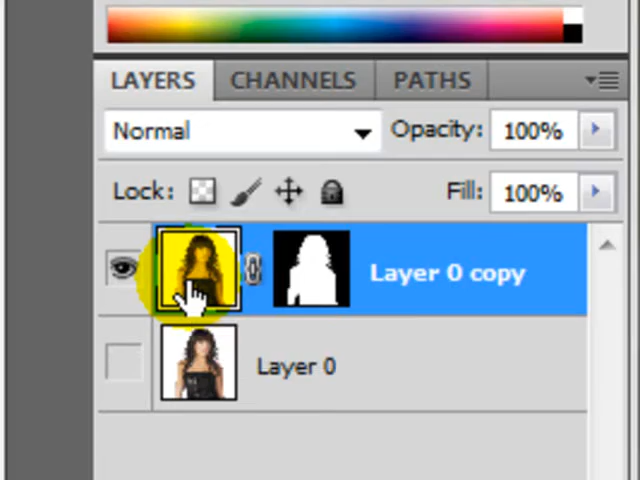 LAYERS CHANNELS PATHS
Normal Opacity: 100%
Lock: Fill: 100%
Layer 0 copy
Layer 0